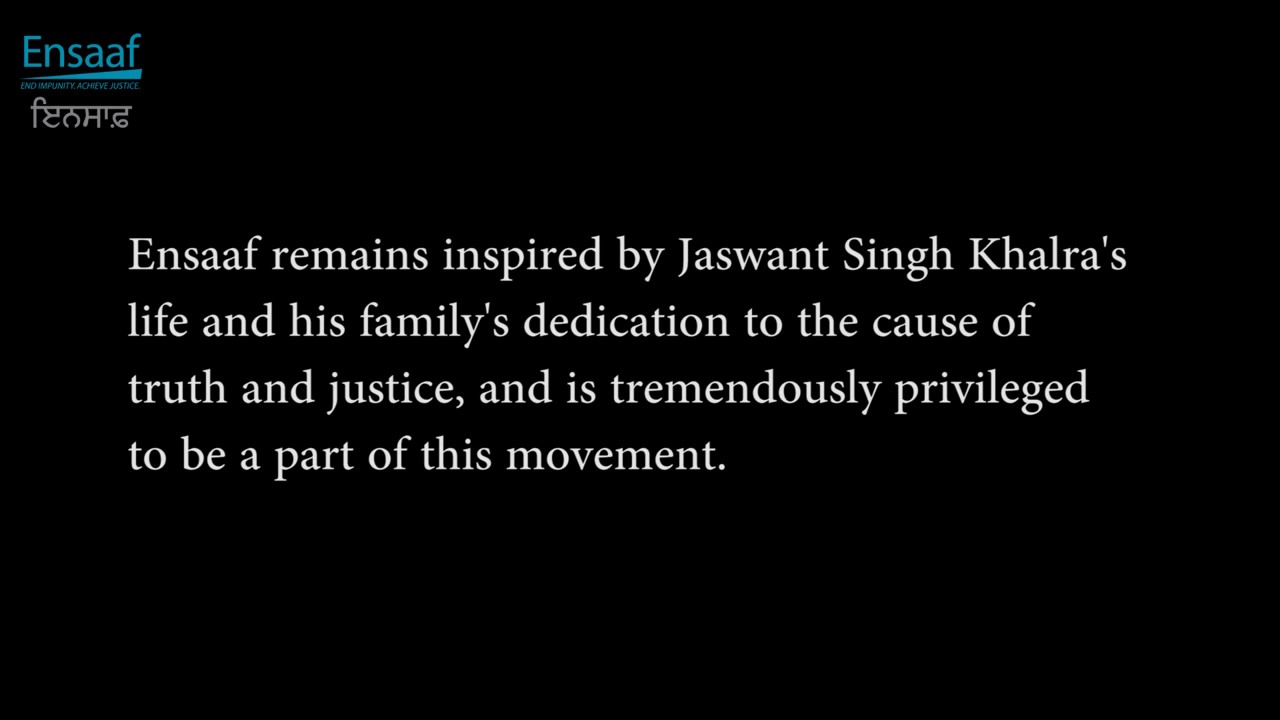 Ensaaf
END IMPUNITY. ACHIEVE JUSTICE.
ਇਨਸਾਫ਼
Ensaaf remains inspired by Jaswant Singh Khalra's
life and his family's dedication to the cause of
truth and justice, and is tremendously privileged
to be a part of this movement.